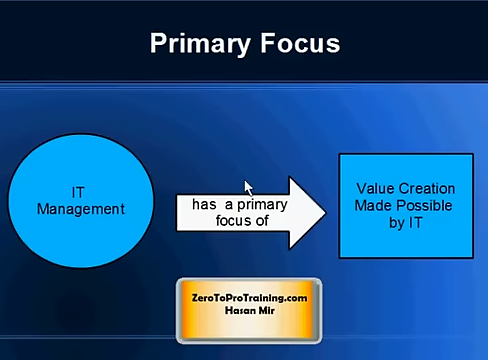 Primary Focus
IT
Management
has a primary
focus of
Value Creation
Made Possible
by IT
ZeroToProTraining.com
Hasan Mir